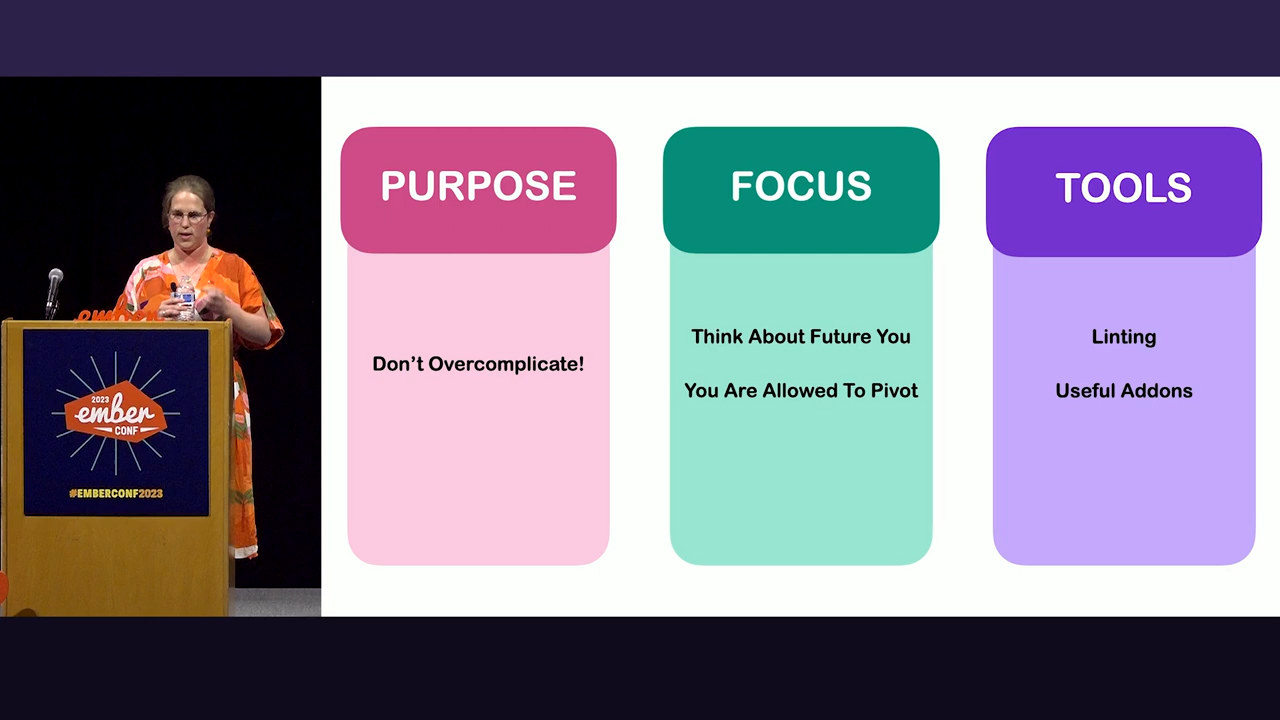 PURPOSE
Don't Overcomplicate!
FOCUS
Think About Future You
You Are Allowed To Pivot
TOOLS
Linting
Useful Addons
2023
ember
CONF
#EMBERCONF2023